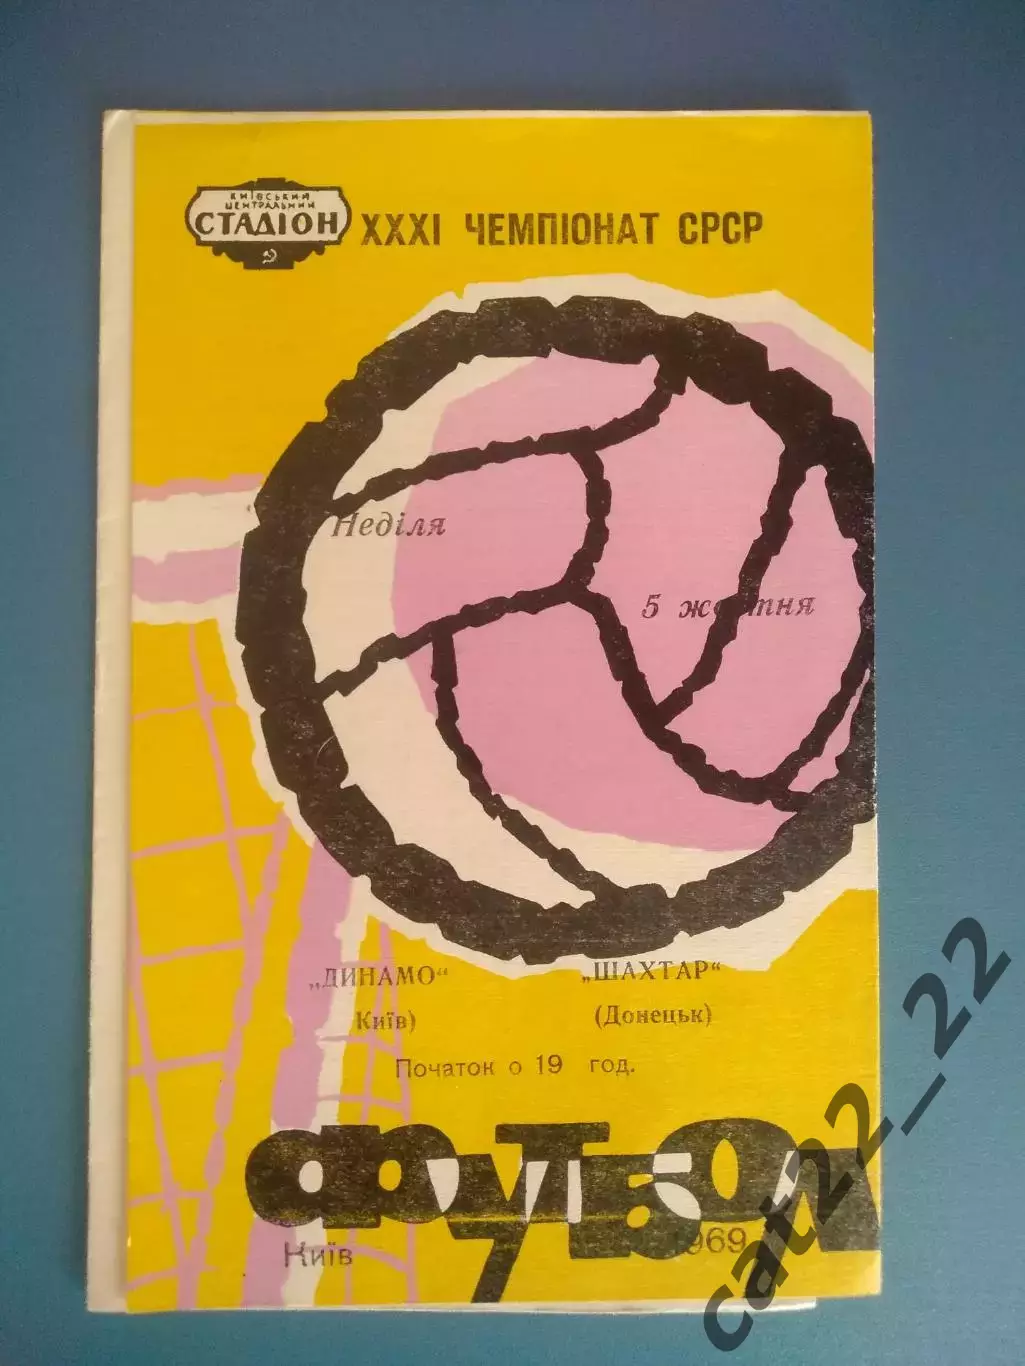 КИЇВСЬКИЙ
ЦЕНТРАЛЬНИЙ
СТАДІОН
XXXI ЧЕМПІОНАТ СРСР
Неділя
5 жовтня
„ДИНАМО“ „ШАХТАР“
Київ) (Донецьк)
Початок о 19 год.
ФУТБОЛ
Київ 1969
cat22_22